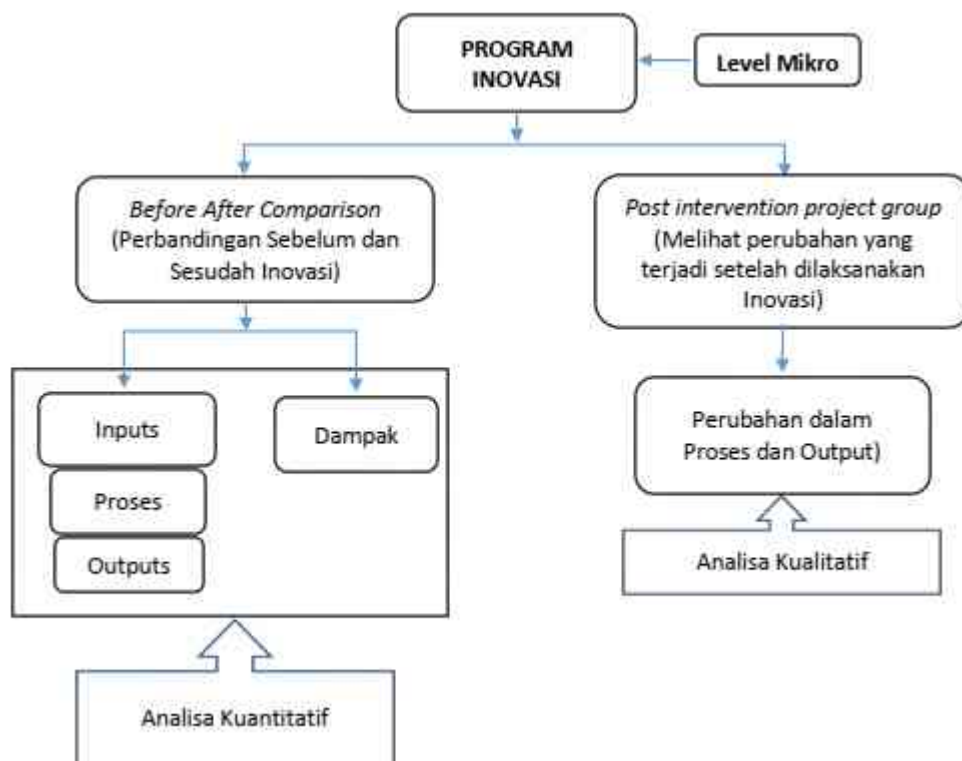 PROGRAM
INOVASI
Level Mikro
Before After Comparison
(Perbandingan Sebelum dan
Sesudah Inovasi)
Post intervention project group
(Melihat perubahan yang
terjadi setelah dilaksanakan
Inovasi)
Inputs
Dampak
Proses
Outputs
Perubahan dalam
Proses dan Output)
Analisa Kualitatif
Analisa Kuantitatif